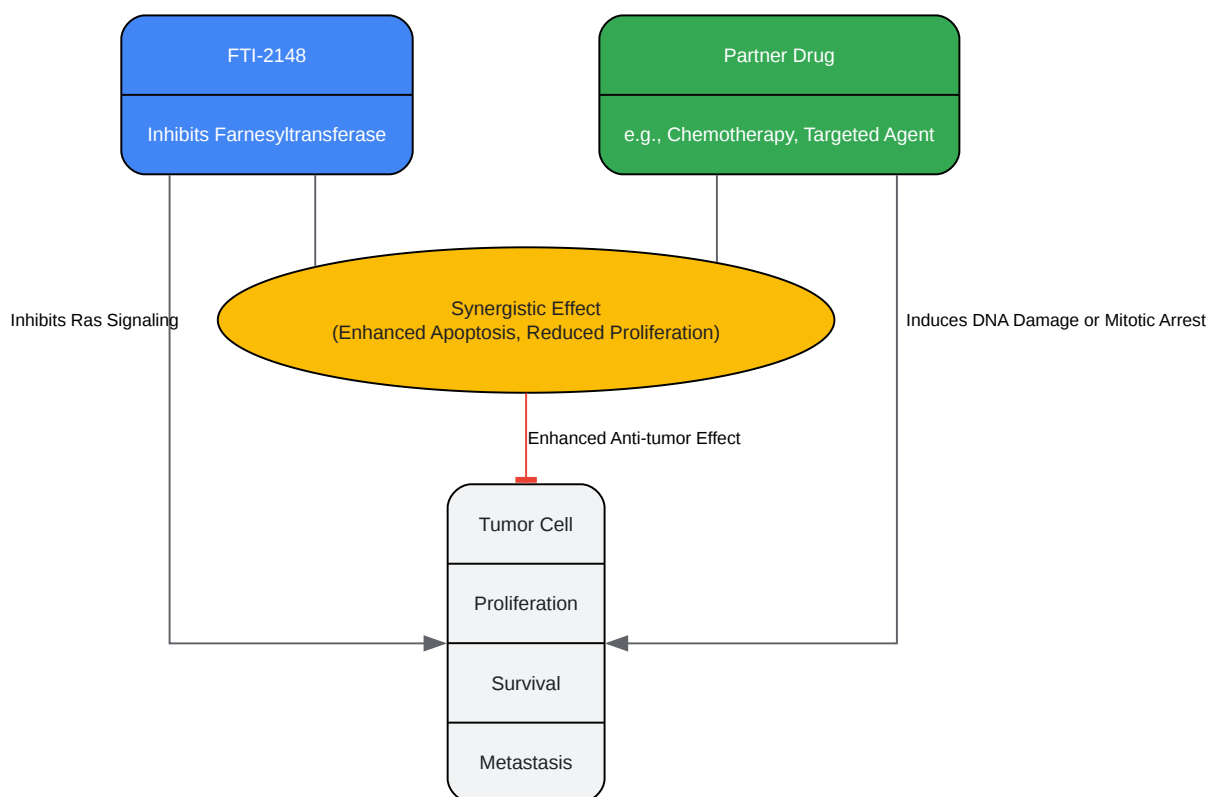 FTI-2148
Inhibits Farnesyltransferase
Partner Drug
e.g., Chemotherapy, Targeted Agent
Synergistic Effect
(Enhanced Apoptosis, Reduced Proliferation)
Inhibits Ras Signaling
Induces DNA Damage or Mitotic Arrest
Enhanced Anti-tumor Effect
Tumor Cell
Proliferation
Survival
Metastasis